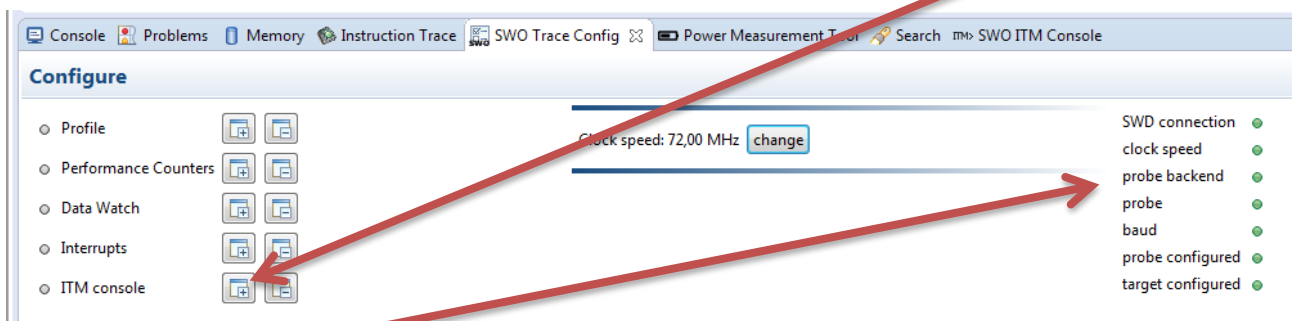 Console Problems Memory Instruction Trace SWO SWO Trace Config Power Measurement Tool Search ITM> SWO ITM Console
Configure
Profile
Performance Counters
Data Watch
Interrupts
ITM console
Clock speed: 72,00 MHz change
SWD connection
clock speed
probe backend
probe
baud
probe configured
target configured